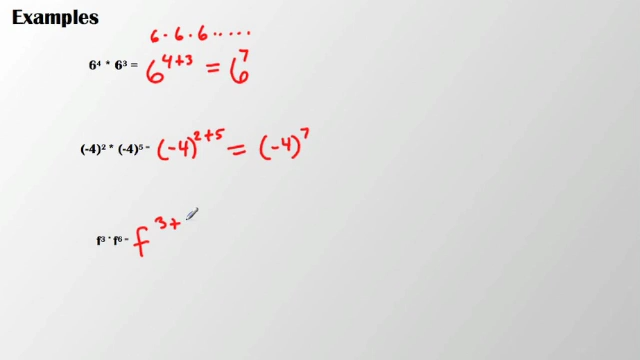 Examples
6 · 6 · 6 · · · · ·
6⁴ * 6³ = 6⁴⁺³ = 6⁷
(-4)² * (-4)⁵ = (-4)²⁺⁵ = (-4)⁷
f³ * f⁶ = f³⁺